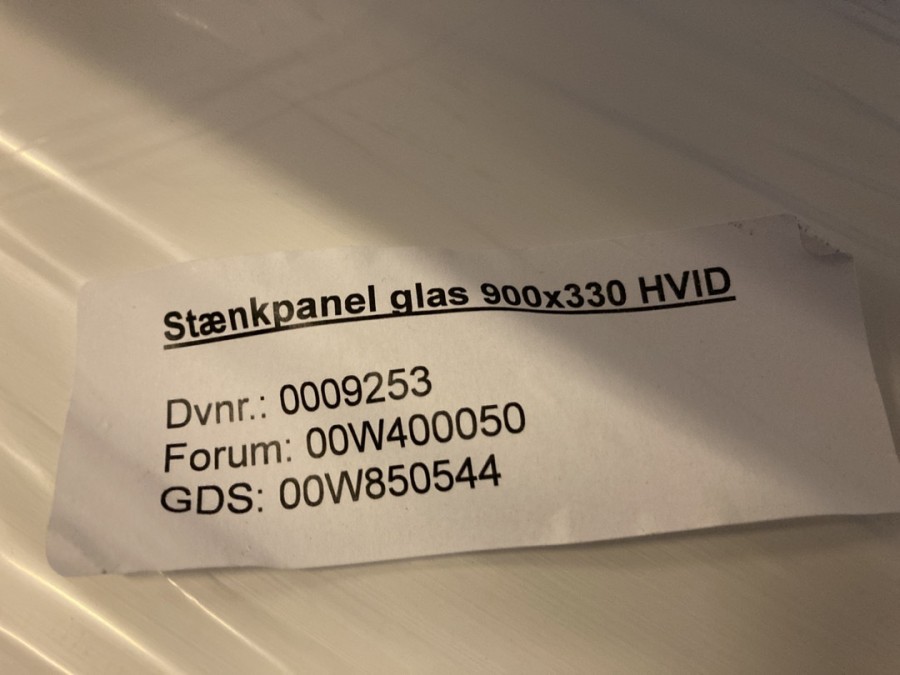 Stænkpanel glas 900x330 HVID
Dvnr.: 0009253
Forum: 00W400050
GDS: 00W850544